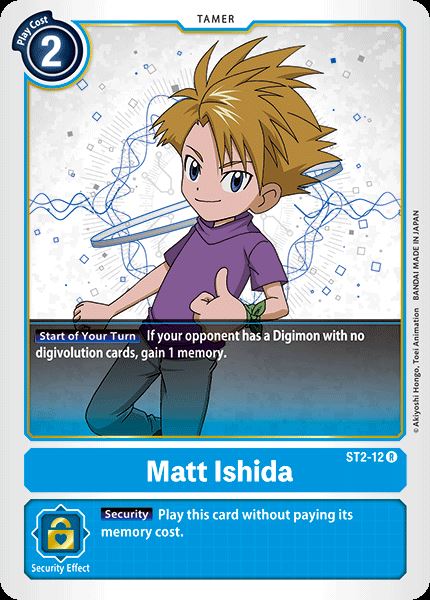 Play Cost
2
TAMER
Start of Your Turn If your opponent has a Digimon with no
digivolution cards, gain 1 memory.
©Akiyoshi Hongo, Toei Animation BANDAI MADE IN JAPAN
ST2-12 R
Matt Ishida
Security Play this card without paying its
memory cost.
Security Effect